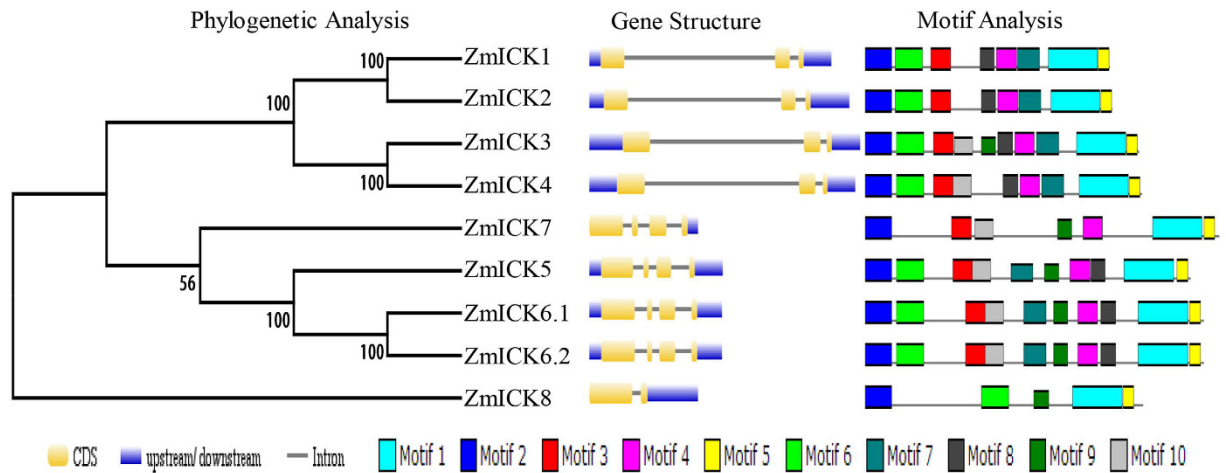 Phylogenetic Analysis Gene Structure Motif Analysis
100 ZmICK1
100 ZmICK2
ZmICK3
100 ZmICK4
ZmICK7
56 ZmICK5
100 ZmICK6.1
100 ZmICK6.2
ZmICK8
CDS upstream/downstream Intron Motif 1 Motif 2 Motif 3 Motif 4 Motif 5 Motif 6 Motif 7 Motif 8 Motif 9 Motif 10